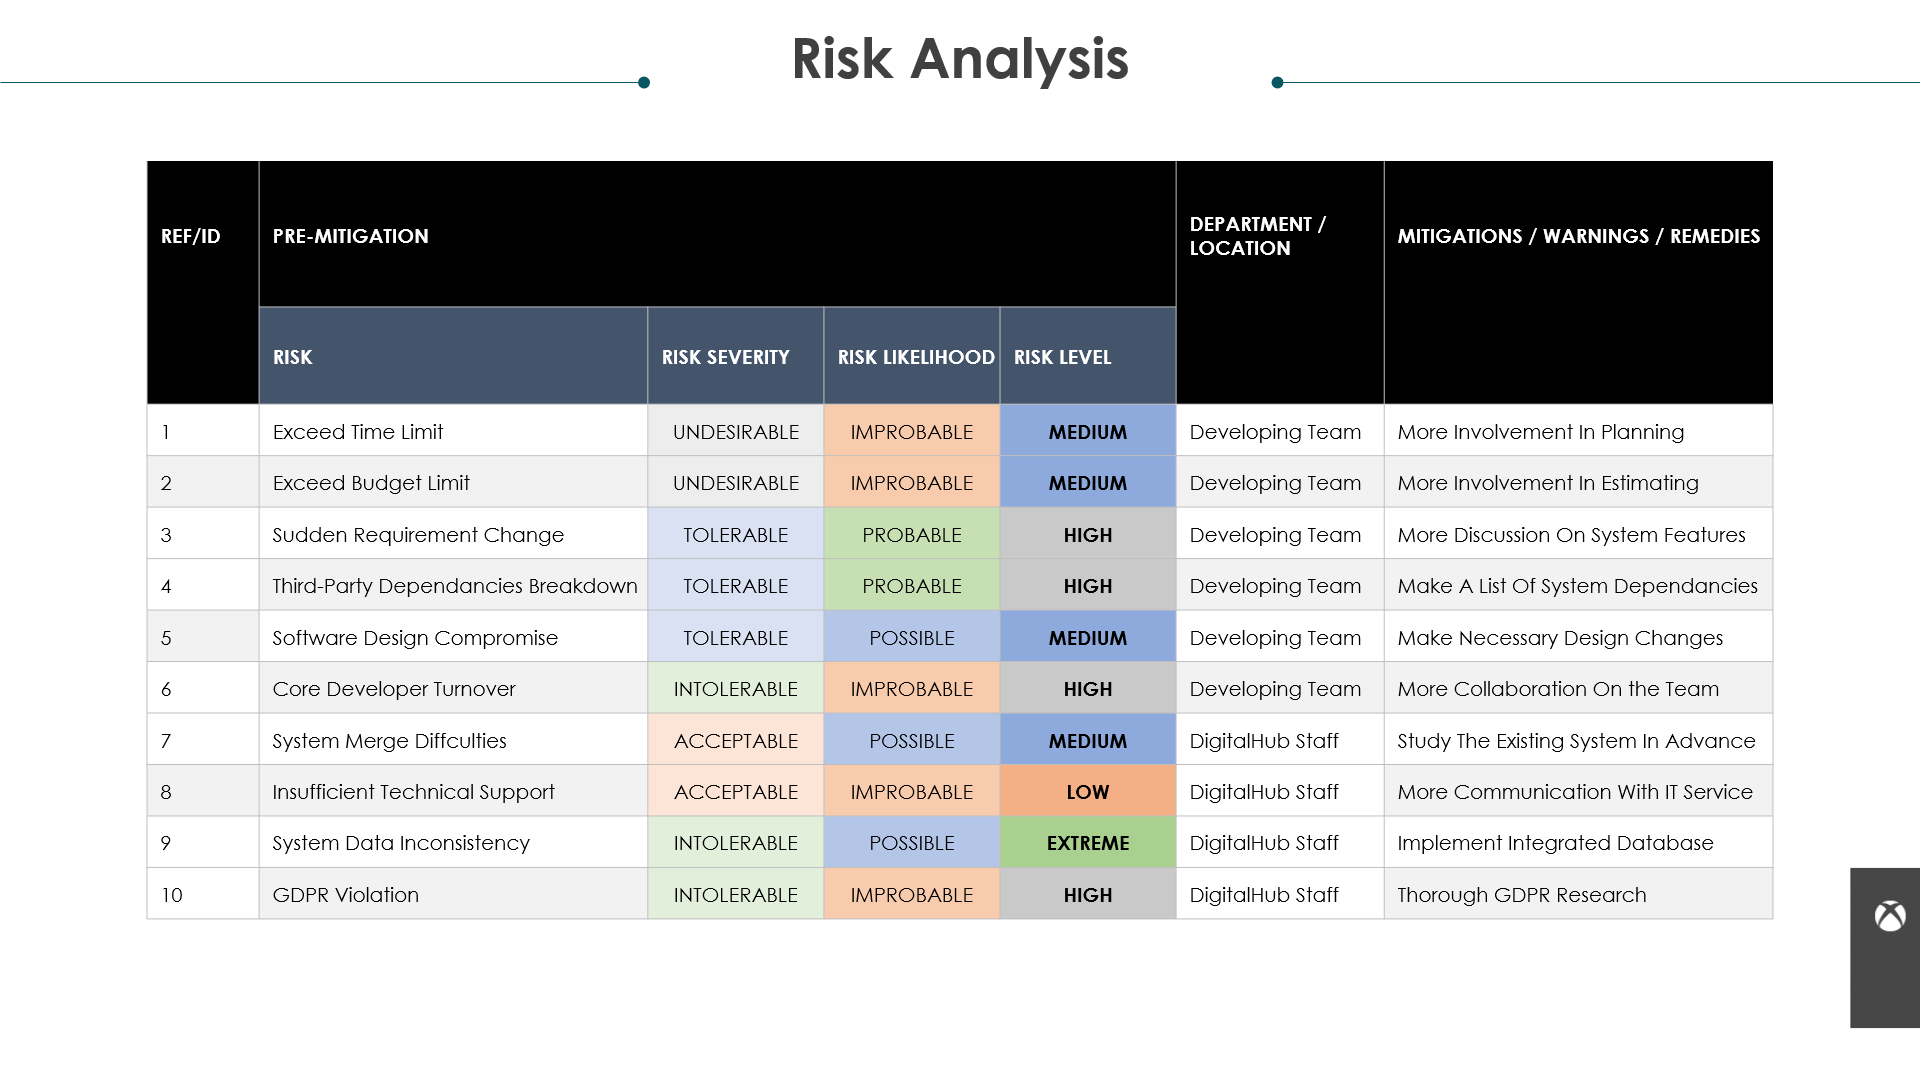 Risk Analysis
REF/ID PRE-MITIGATION DEPARTMENT / LOCATION MITIGATIONS / WARNINGS / REMEDIES
RISK RISK SEVERITY RISK LIKELIHOOD RISK LEVEL
1 Exceed Time Limit UNDESIRABLE IMPROBABLE MEDIUM Developing Team More Involvement In Planning
2 Exceed Budget Limit UNDESIRABLE IMPROBABLE MEDIUM Developing Team More Involvement In Estimating
3 Sudden Requirement Change TOLERABLE PROBABLE HIGH Developing Team More Discussion On System Features
4 Third-Party Dependancies Breakdown TOLERABLE PROBABLE HIGH Developing Team Make A List Of System Dependancies
5 Software Design Compromise TOLERABLE POSSIBLE MEDIUM Developing Team Make Necessary Design Changes
6 Core Developer Turnover INTOLERABLE IMPROBABLE HIGH Developing Team More Collaboration On the Team
7 System Merge Diffculties ACCEPTABLE POSSIBLE MEDIUM DigitalHub Staff Study The Existing System In Advance
8 Insufficient Technical Support ACCEPTABLE IMPROBABLE LOW DigitalHub Staff More Communication With IT Service
9 System Data Inconsistency INTOLERABLE POSSIBLE EXTREME DigitalHub Staff Implement Integrated Database
10 GDPR Violation INTOLERABLE IMPROBABLE HIGH DigitalHub Staff Thorough GDPR Research